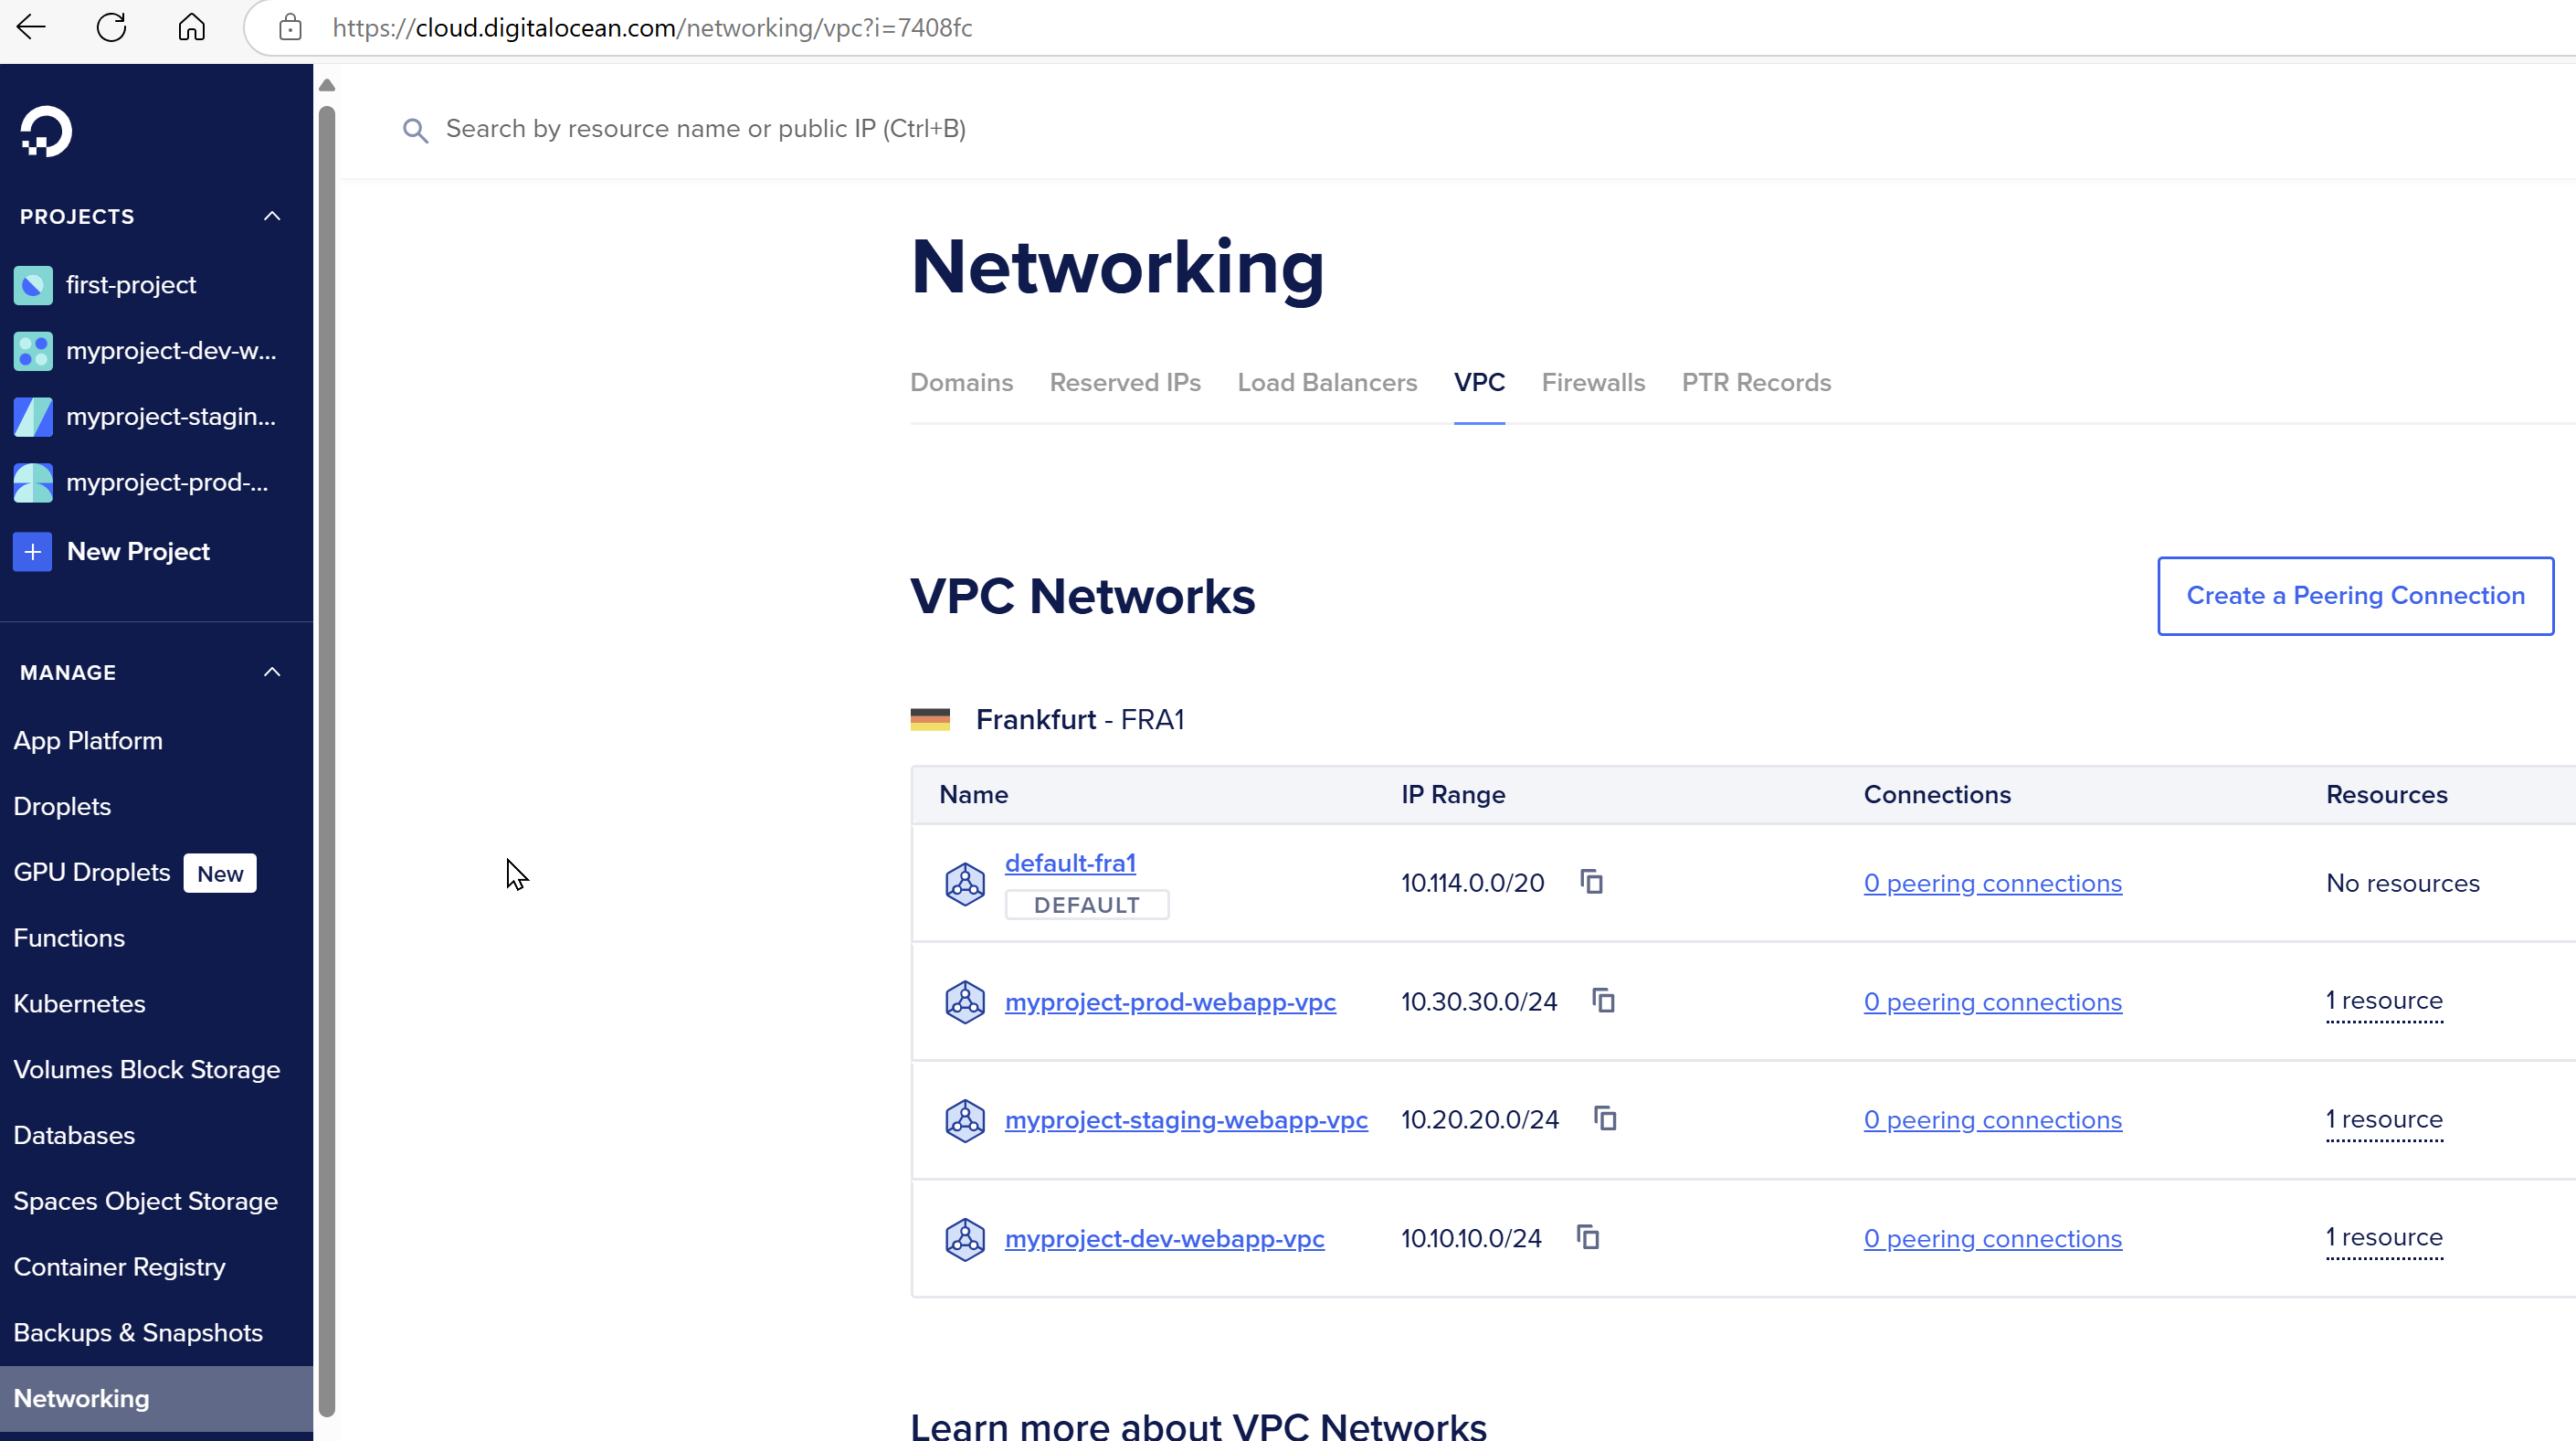 https://cloud.digitalocean.com/networking/vpc?i=7408fc
Search by resource name or public IP (Ctrl+B)
PROJECTS
first-project
myproject-dev-w...
myproject-stagin...
myproject-prod-...
+ New Project
MANAGE
App Platform
Droplets
GPU Droplets New
Functions
Kubernetes
Volumes Block Storage
Databases
Spaces Object Storage
Container Registry
Backups & Snapshots
Networking
Networking
Domains Reserved IPs Load Balancers VPC Firewalls PTR Records
VPC Networks
Create a Peering Connection
Frankfurt - FRA1
Name IP Range Connections Resources
default-fra1
DEFAULT
10.114.0.0/20 0 peering connections No resources
myproject-prod-webapp-vpc 10.30.30.0/24 0 peering connections 1 resource
myproject-staging-webapp-vpc 10.20.20.0/24 0 peering connections 1 resource
myproject-dev-webapp-vpc 10.10.10.0/24 0 peering connections 1 resource
Learn more about VPC Networks